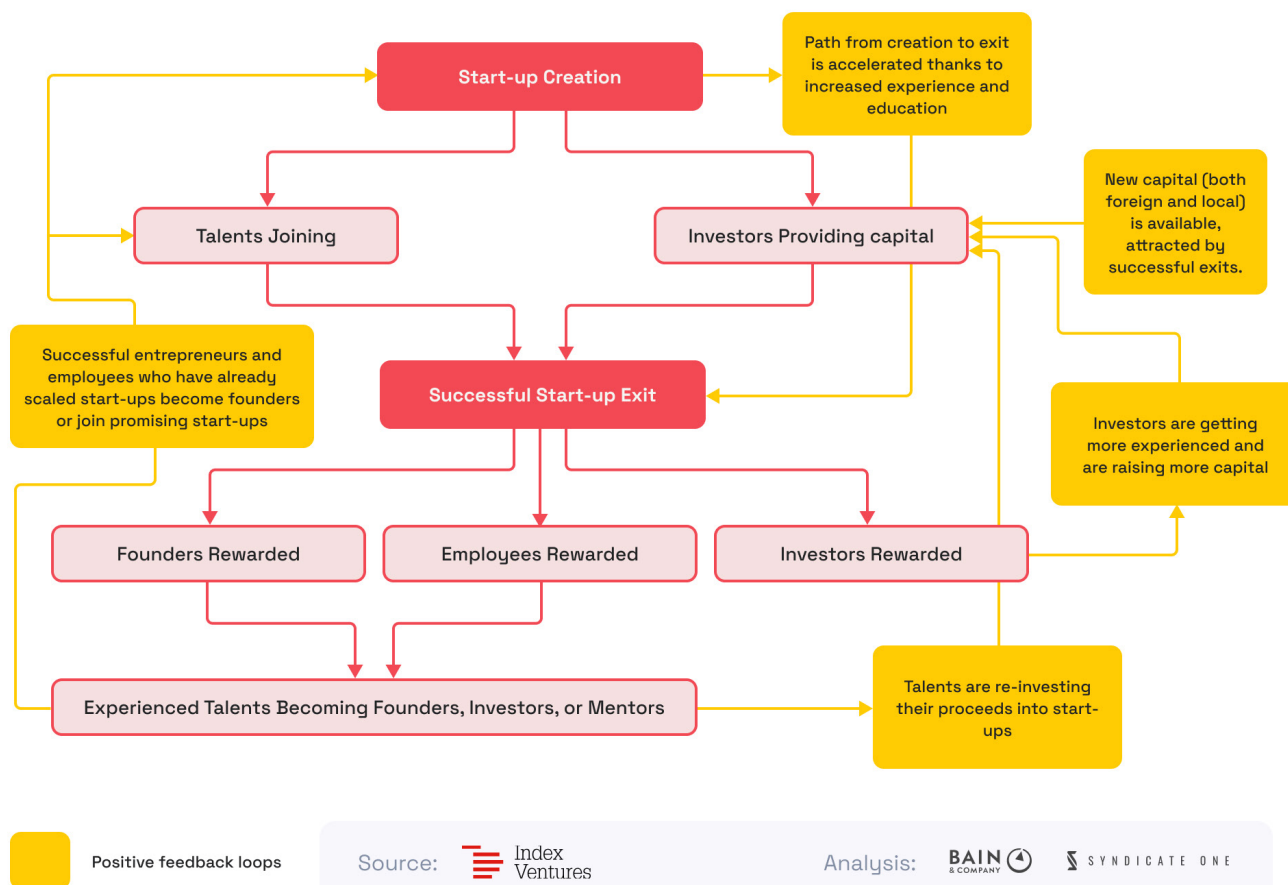 Start-up Creation
Path from creation to exit
is accelerated thanks to
increased experience and
education
New capital (both
foreign and local)
is available,
attracted by
successful exits.
Talents Joining
Investors Providing capital
Successful entrepreneurs and
employees who have already
scaled start-ups become founders
or join promising start-ups
Successful Start-up Exit
Investors are getting
more experienced and
are raising more capital
Founders Rewarded
Employees Rewarded
Investors Rewarded
Experienced Talents Becoming Founders, Investors, or Mentors
Talents are re-investing
their proceeds into start-
ups
Positive feedback loops
Source:
Index
Ventures
Analysis:
BAIN
& COMPANY
SYNDICATE ONE